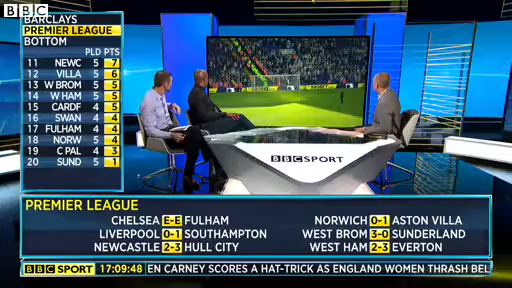 BBC
BARCLAYS
PREMIER LEAGUE
BOTTOM
PLD PTS
11 NEWC 5 7
12 VILLA 5 6
13 W BROM 5 5
14 W HAM 5 5
15 CARDF 4 5
16 SWAN 4 4
17 FULHAM 4 4
18 NORW 5 4
19 C PAL 4 3
20 SUND 5 1
BBC SPORT
PREMIER LEAGUE
CHELSEA E-E FULHAM
NORWICH 0-1 ASTON VILLA
LIVERPOOL 0-1 SOUTHAMPTON
WEST BROM 3-0 SUNDERLAND
NEWCASTLE 2-3 HULL CITY
WEST HAM 2-3 EVERTON
BBC SPORT 17:09:48 EN CARNEY SCORES A HAT-TRICK AS ENGLAND WOMEN THRASH BEL